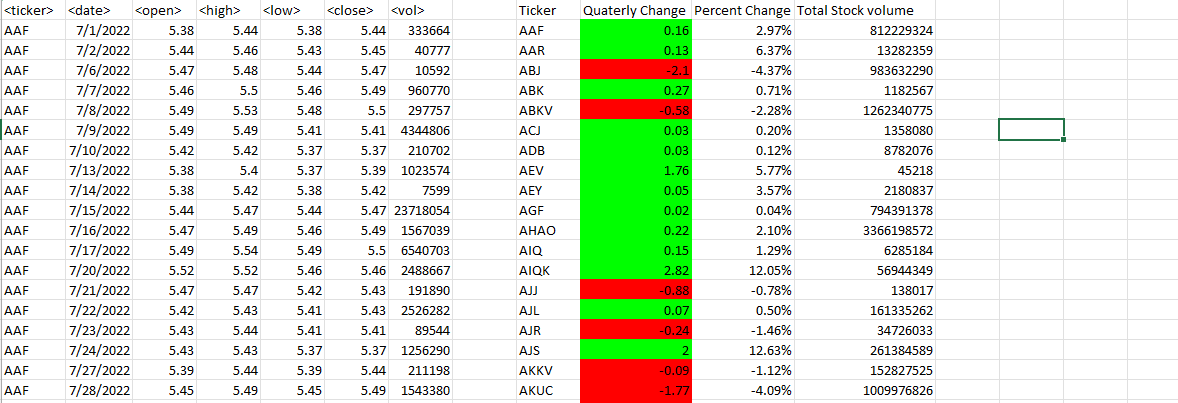 <ticker> <date> <open> <high> <low> <close> <vol> Ticker Quaterly Change Percent Change Total Stock volume
AAF 7/1/2022 5.38 5.44 5.38 5.44 333664 AAF 0.16 2.97% 812229324
AAF 7/2/2022 5.44 5.46 5.43 5.45 40777 AAR 0.13 6.37% 13282359
AAF 7/6/2022 5.47 5.48 5.44 5.47 10592 ABJ -2.1 -4.37% 983632290
AAF 7/7/2022 5.46 5.5 5.46 5.49 960770 ABK 0.27 0.71% 1182567
AAF 7/8/2022 5.49 5.53 5.48 5.5 297757 ABKV -0.58 -2.28% 1262340775
AAF 7/9/2022 5.49 5.49 5.41 5.41 4344806 ACJ 0.03 0.20% 1358080
AAF 7/10/2022 5.42 5.42 5.37 5.37 210702 ADB 0.03 0.12% 8782076
AAF 7/13/2022 5.38 5.4 5.37 5.39 1023574 AEV 1.76 5.77% 45218
AAF 7/14/2022 5.38 5.42 5.38 5.42 7599 AEY 0.05 3.57% 2180837
AAF 7/15/2022 5.44 5.47 5.44 5.47 23718054 AGF 0.02 0.04% 794391378
AAF 7/16/2022 5.47 5.49 5.46 5.49 1567039 AHAO 0.22 2.10% 3366198572
AAF 7/17/2022 5.49 5.54 5.49 5.5 6540703 AIQ 0.15 1.29% 6285184
AAF 7/20/2022 5.52 5.52 5.46 5.46 2488667 AIQK 2.82 12.05% 56944349
AAF 7/21/2022 5.47 5.47 5.42 5.43 191890 AJJ -0.88 -0.78% 138017
AAF 7/22/2022 5.42 5.43 5.41 5.43 2526282 AJL 0.07 0.50% 161335262
AAF 7/23/2022 5.43 5.44 5.41 5.41 89544 AJR -0.24 -1.46% 34726033
AAF 7/24/2022 5.43 5.43 5.37 5.37 1256290 AJS 2 12.63% 261384589
AAF 7/27/2022 5.39 5.44 5.39 5.44 211198 AKKV -0.09 -1.12% 152827525
AAF 7/28/2022 5.45 5.49 5.45 5.49 1543380 AKUC -1.77 -4.09% 1009976826